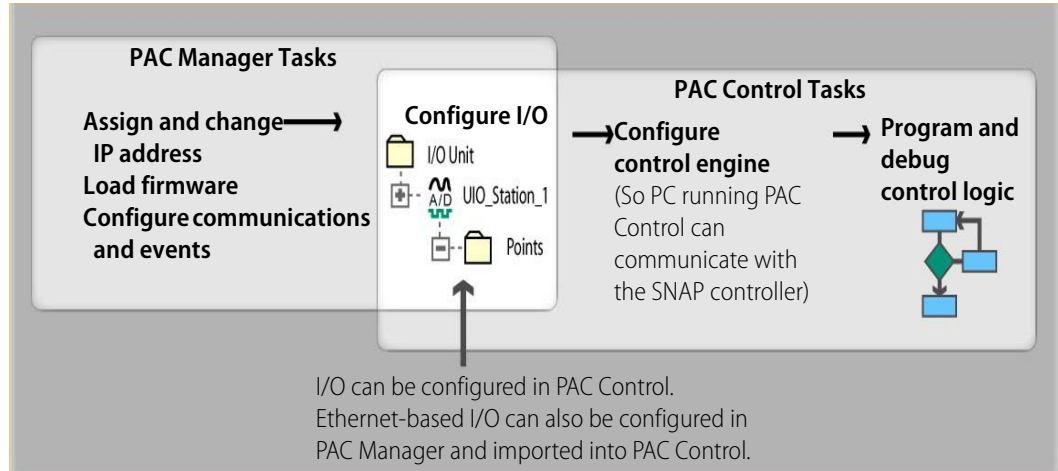 PAC Manager Tasks
Assign and change
IP address
Load firmware
Configure communications
and events
Configure I/O
I/O Unit
A/D
UIO_Station_1
Points
PAC Control Tasks
Configure
control engine
(So PC running PAC
Control can
communicate with
the SNAP controller)
Program and
debug
control logic
I/O can be configured in PAC Control.
Ethernet-based I/O can also be configured in
PAC Manager and imported into PAC Control.